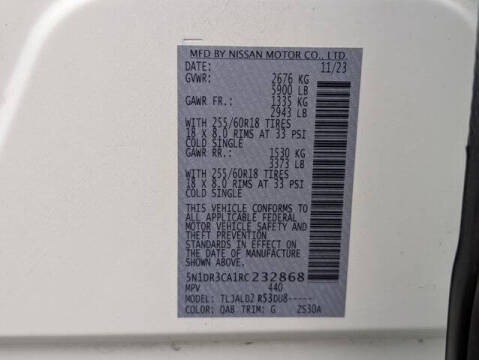 MFD BY NISSAN MOTOR CO., LTD.
DATE: 11/23
GVWR: 2676 KG
5900 LB
GAWR FR.: 1335 KG
2943 LB
WITH 255/60R18 TIRES
18 X 8.0 RIMS AT 33 PSI
COLD SINGLE
GAWR RR.: 1530 KG
3373 LB
WITH 255/60R18 TIRES
18 X 8.0 RIMS AT 33 PSI
COLD SINGLE
THIS VEHICLE CONFORMS TO
ALL APPLICABLE FEDERAL
MOTOR VEHICLE SAFETY AND
THEFT PREVENTION
STANDARDS IN EFFECT ON
THE DATE OF MANUFACTURE
SHOWN ABOVE.
5N1DR3CA1RC232868
MPV 440
MODEL: TLJALD2 R53DU8-----
COLOR: QAB TRIM: G 2S30A